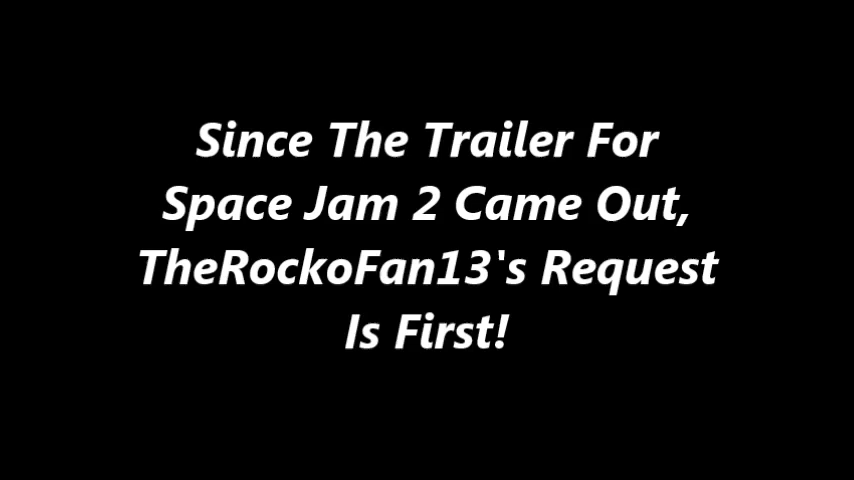 Since The Trailer For
Space Jam 2 Came Out,
TheRockoFan13's Request
Is First!